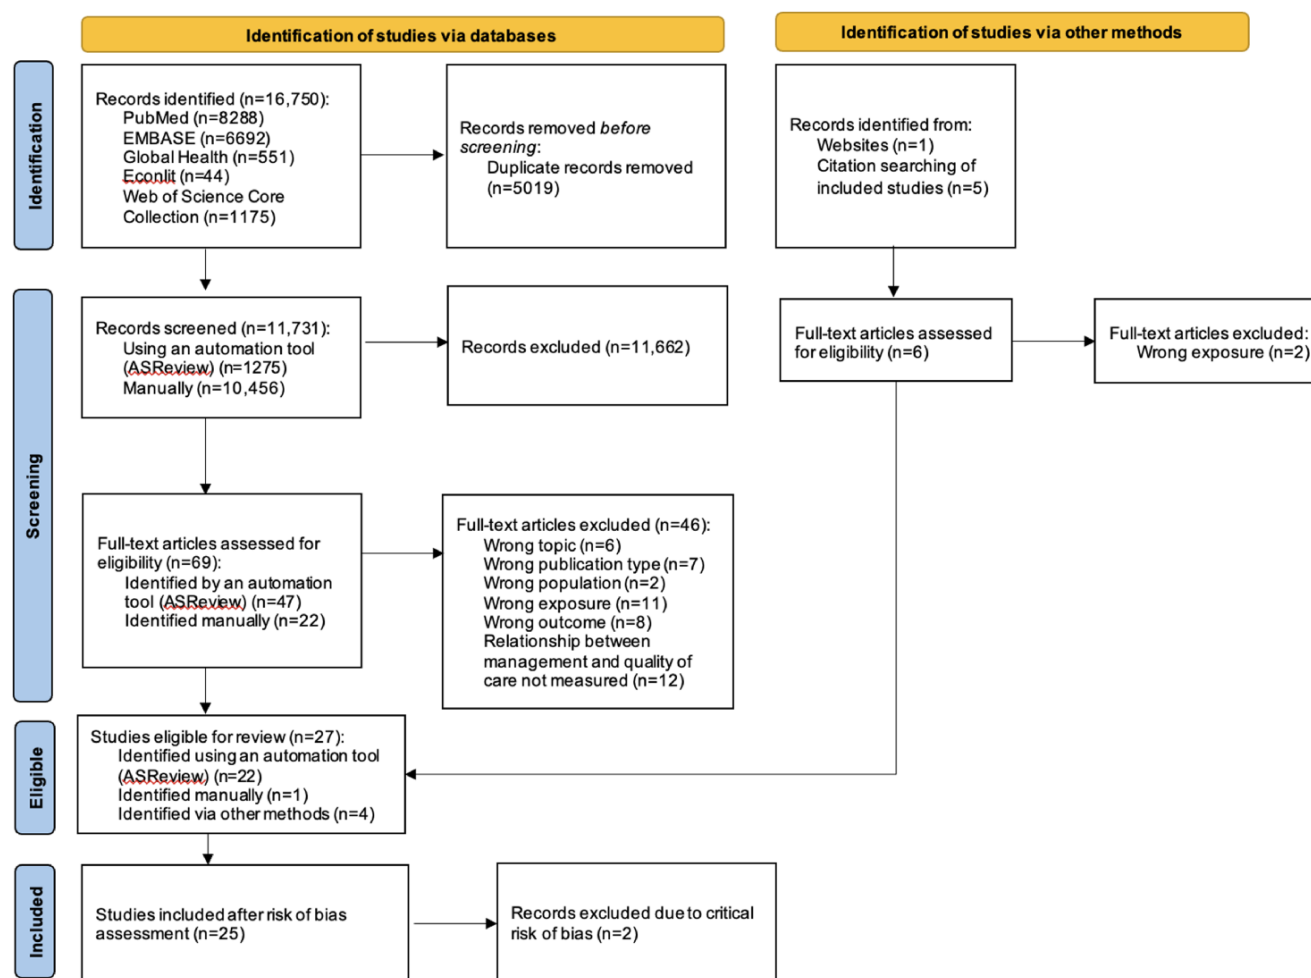 Identification of studies via databases
Identification of studies via other methods
Identification
Records identified (n=16,750):
PubMed (n=8288)
EMBASE (n=6692)
Global Health (n=551)
Econlit (n=44)
Web of Science Core
Collection (n=1175)
Records removed before
screening:
Duplicate records removed
(n=5019)
Records identified from:
Websites (n=1)
Citation searching of
included studies (n=5)
Screening
Records screened (n=11,731):
Using an automation tool
(ASReview) (n=1275)
Manually (n=10,456)
Records excluded (n=11,662)
Full-text articles assessed
for eligibility (n=6)
Full-text articles excluded:
Wrong exposure (n=2)
Full-text articles assessed for
eligibility (n=69):
Identified by an automation
tool (ASReview) (n=47)
Identified manually (n=22)
Full-text articles excluded (n=46):
Wrong topic (n=6)
Wrong publication type (n=7)
Wrong population (n=2)
Wrong exposure (n=11)
Wrong outcome (n=8)
Relationship between
management and quality of
care not measured (n=12)
Eligible
Studies eligible for review (n=27):
Identified using an automation tool
(ASReview) (n=22)
Identified manually (n=1)
Identified via other methods (n=4)
Included
Studies included after risk of bias
assessment (n=25)
Records excluded due to critical
risk of bias (n=2)